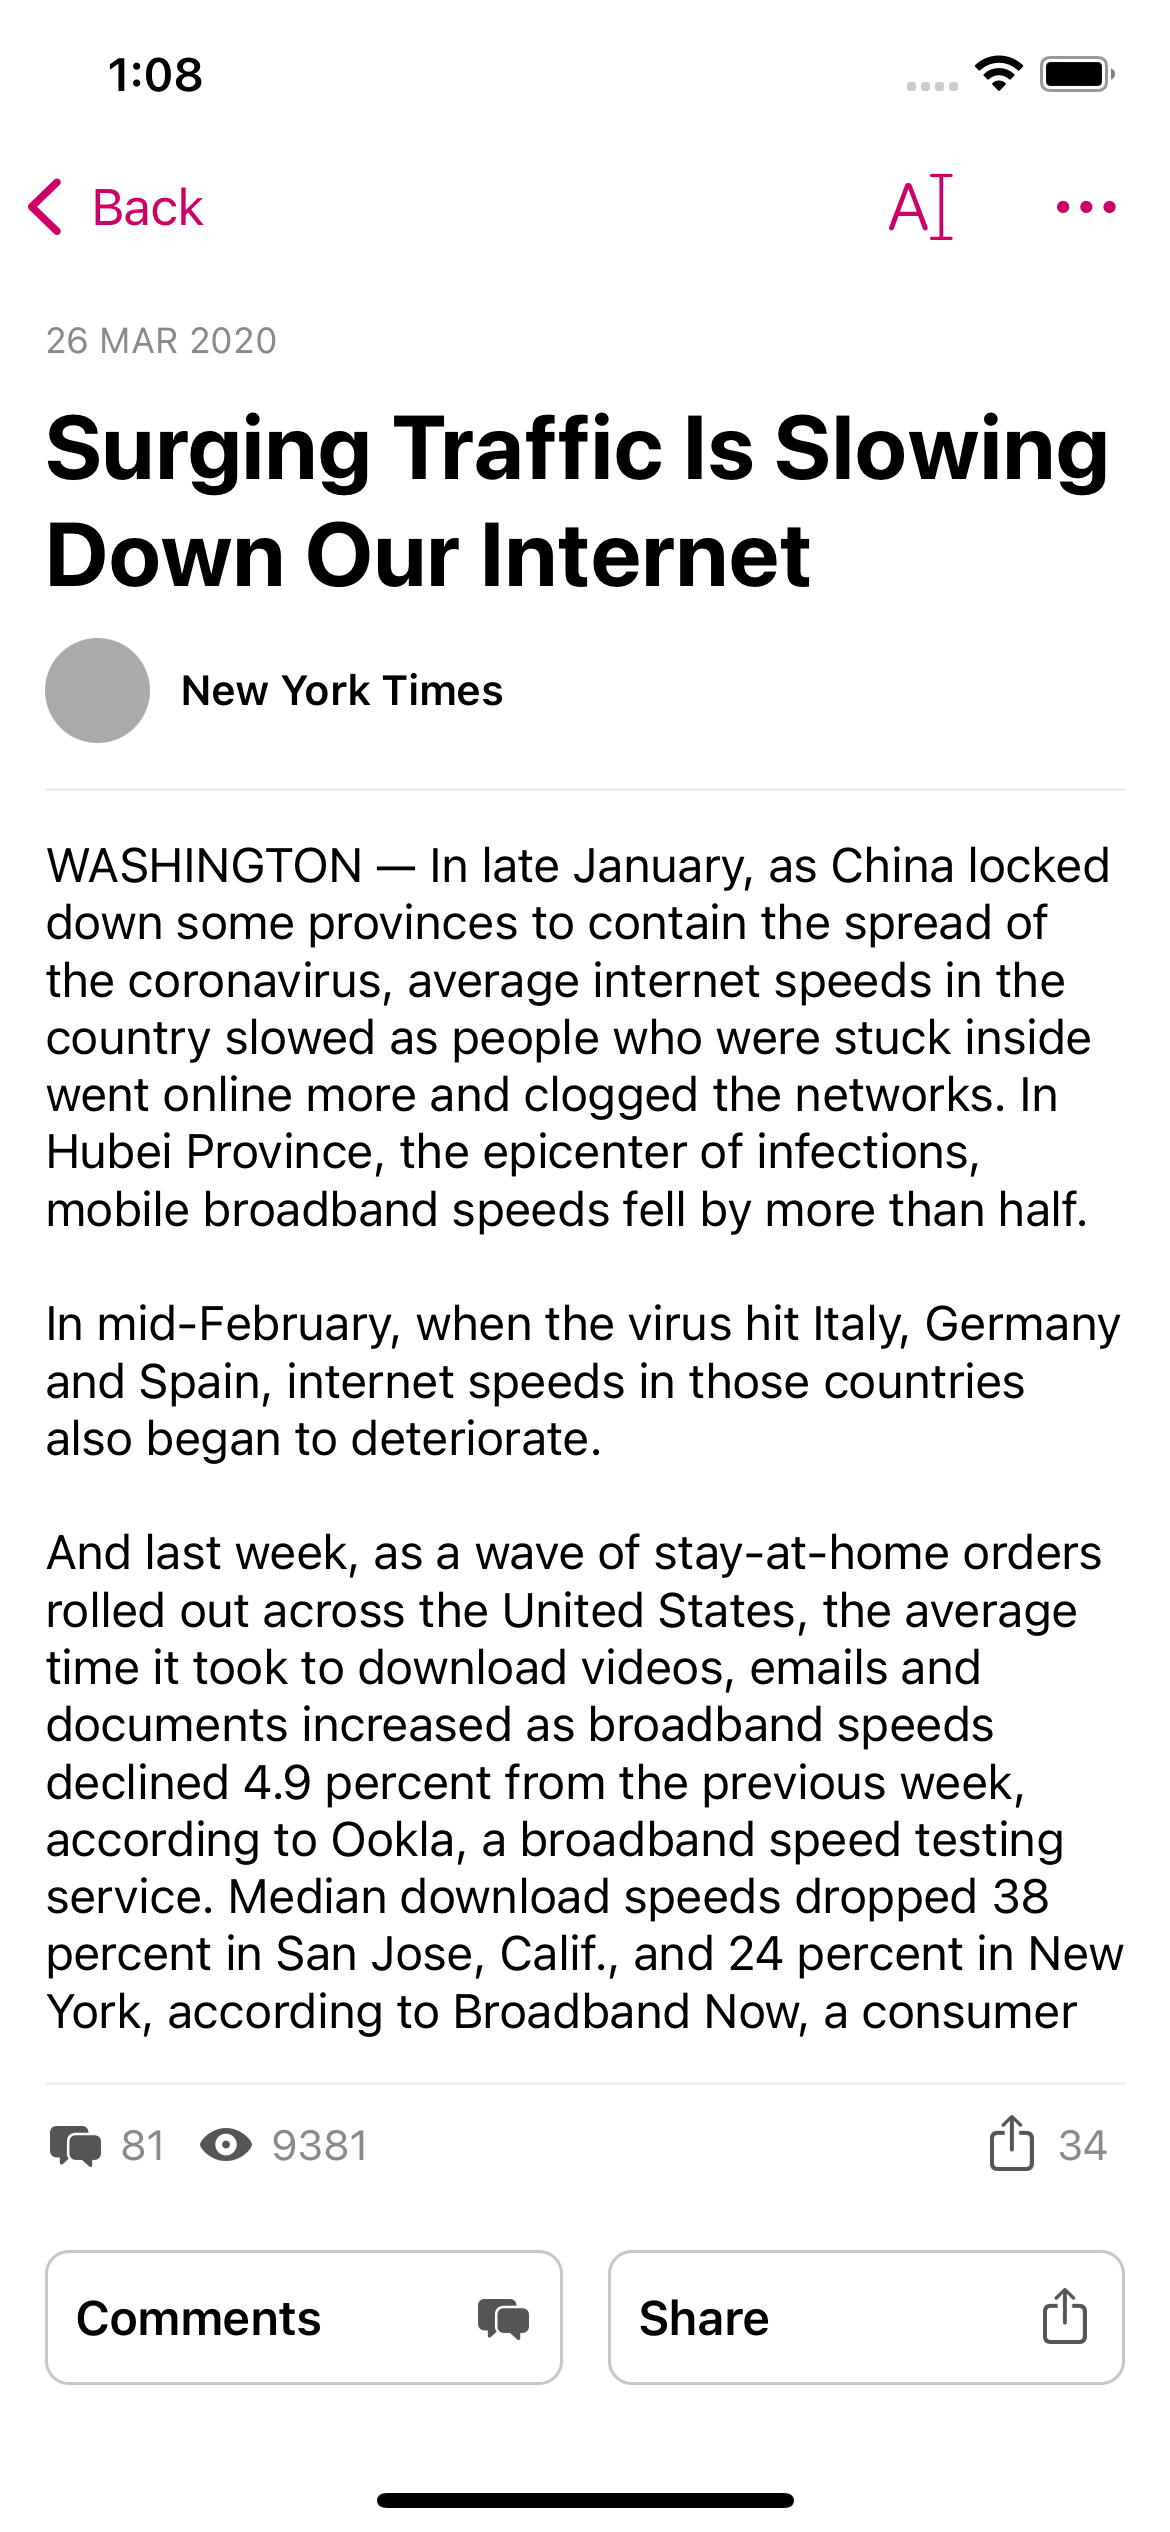 1:08
Back
26 MAR 2020
Surging Traffic Is Slowing
Down Our Internet
New York Times
WASHINGTON — In late January, as China locked
down some provinces to contain the spread of
the coronavirus, average internet speeds in the
country slowed as people who were stuck inside
went online more and clogged the networks. In
Hubei Province, the epicenter of infections,
mobile broadband speeds fell by more than half.
In mid-February, when the virus hit Italy, Germany
and Spain, internet speeds in those countries
also began to deteriorate.
And last week, as a wave of stay-at-home orders
rolled out across the United States, the average
time it took to download videos, emails and
documents increased as broadband speeds
declined 4.9 percent from the previous week,
according to Ookla, a broadband speed testing
service. Median download speeds dropped 38
percent in San Jose, Calif., and 24 percent in New
York, according to Broadband Now, a consumer
81 9381 34
Comments Share